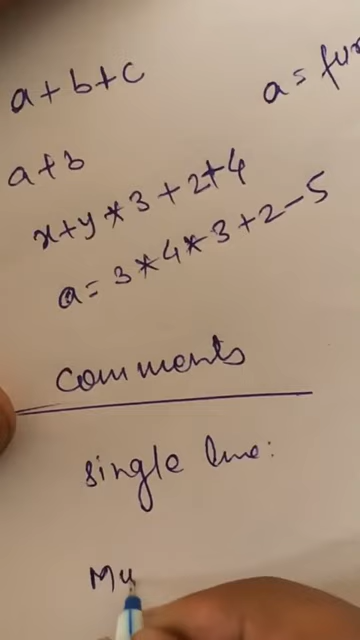 a+b+c
a=
a+b
x+y*3+2+4
a=3*4*3+2-5
comments
single line:
Mu